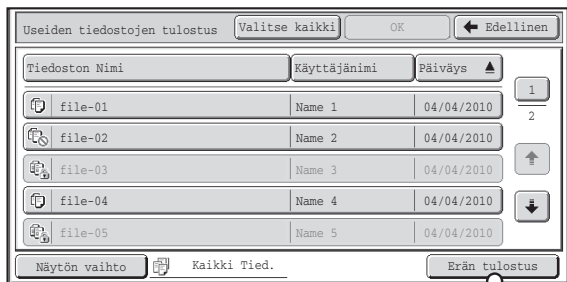 Useiden tiedostojen tulostus Valitse kaikki OK Edellinen
Tiedoston Nimi Käyttäjänimi Päiväys
1
file-01 Name 1 04/04/2010
2
file-02 Name 2 04/04/2010
file-03 Name 3 04/04/2010
file-04 Name 4 04/04/2010
file-05 Name 5 04/04/2010
Näytön vaihto Kaikki Tied. Erän tulostus